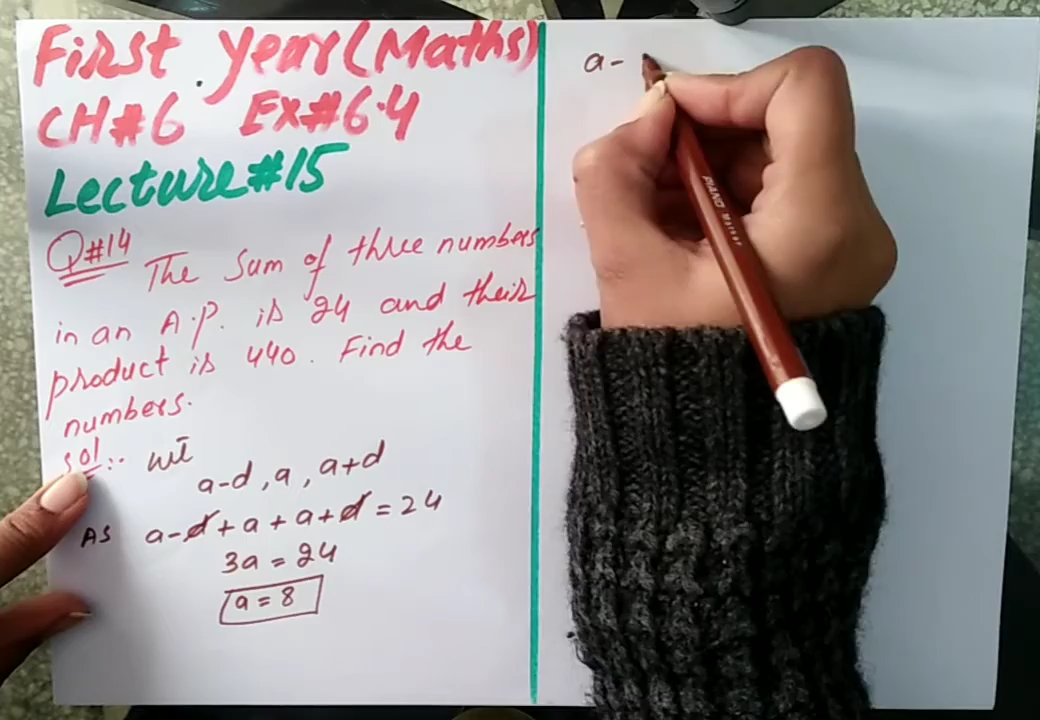 First year (Maths)
CH#6 Ex#6.4
Lecture#15
Q#14 The Sum of three numbers
in an A.P. is 24 and their
product is 440. Find the
numbers.
Sol:-
a-d, a, a+d
As a-d+a+a+d=24
3a=24
a=8
a-
PIANO